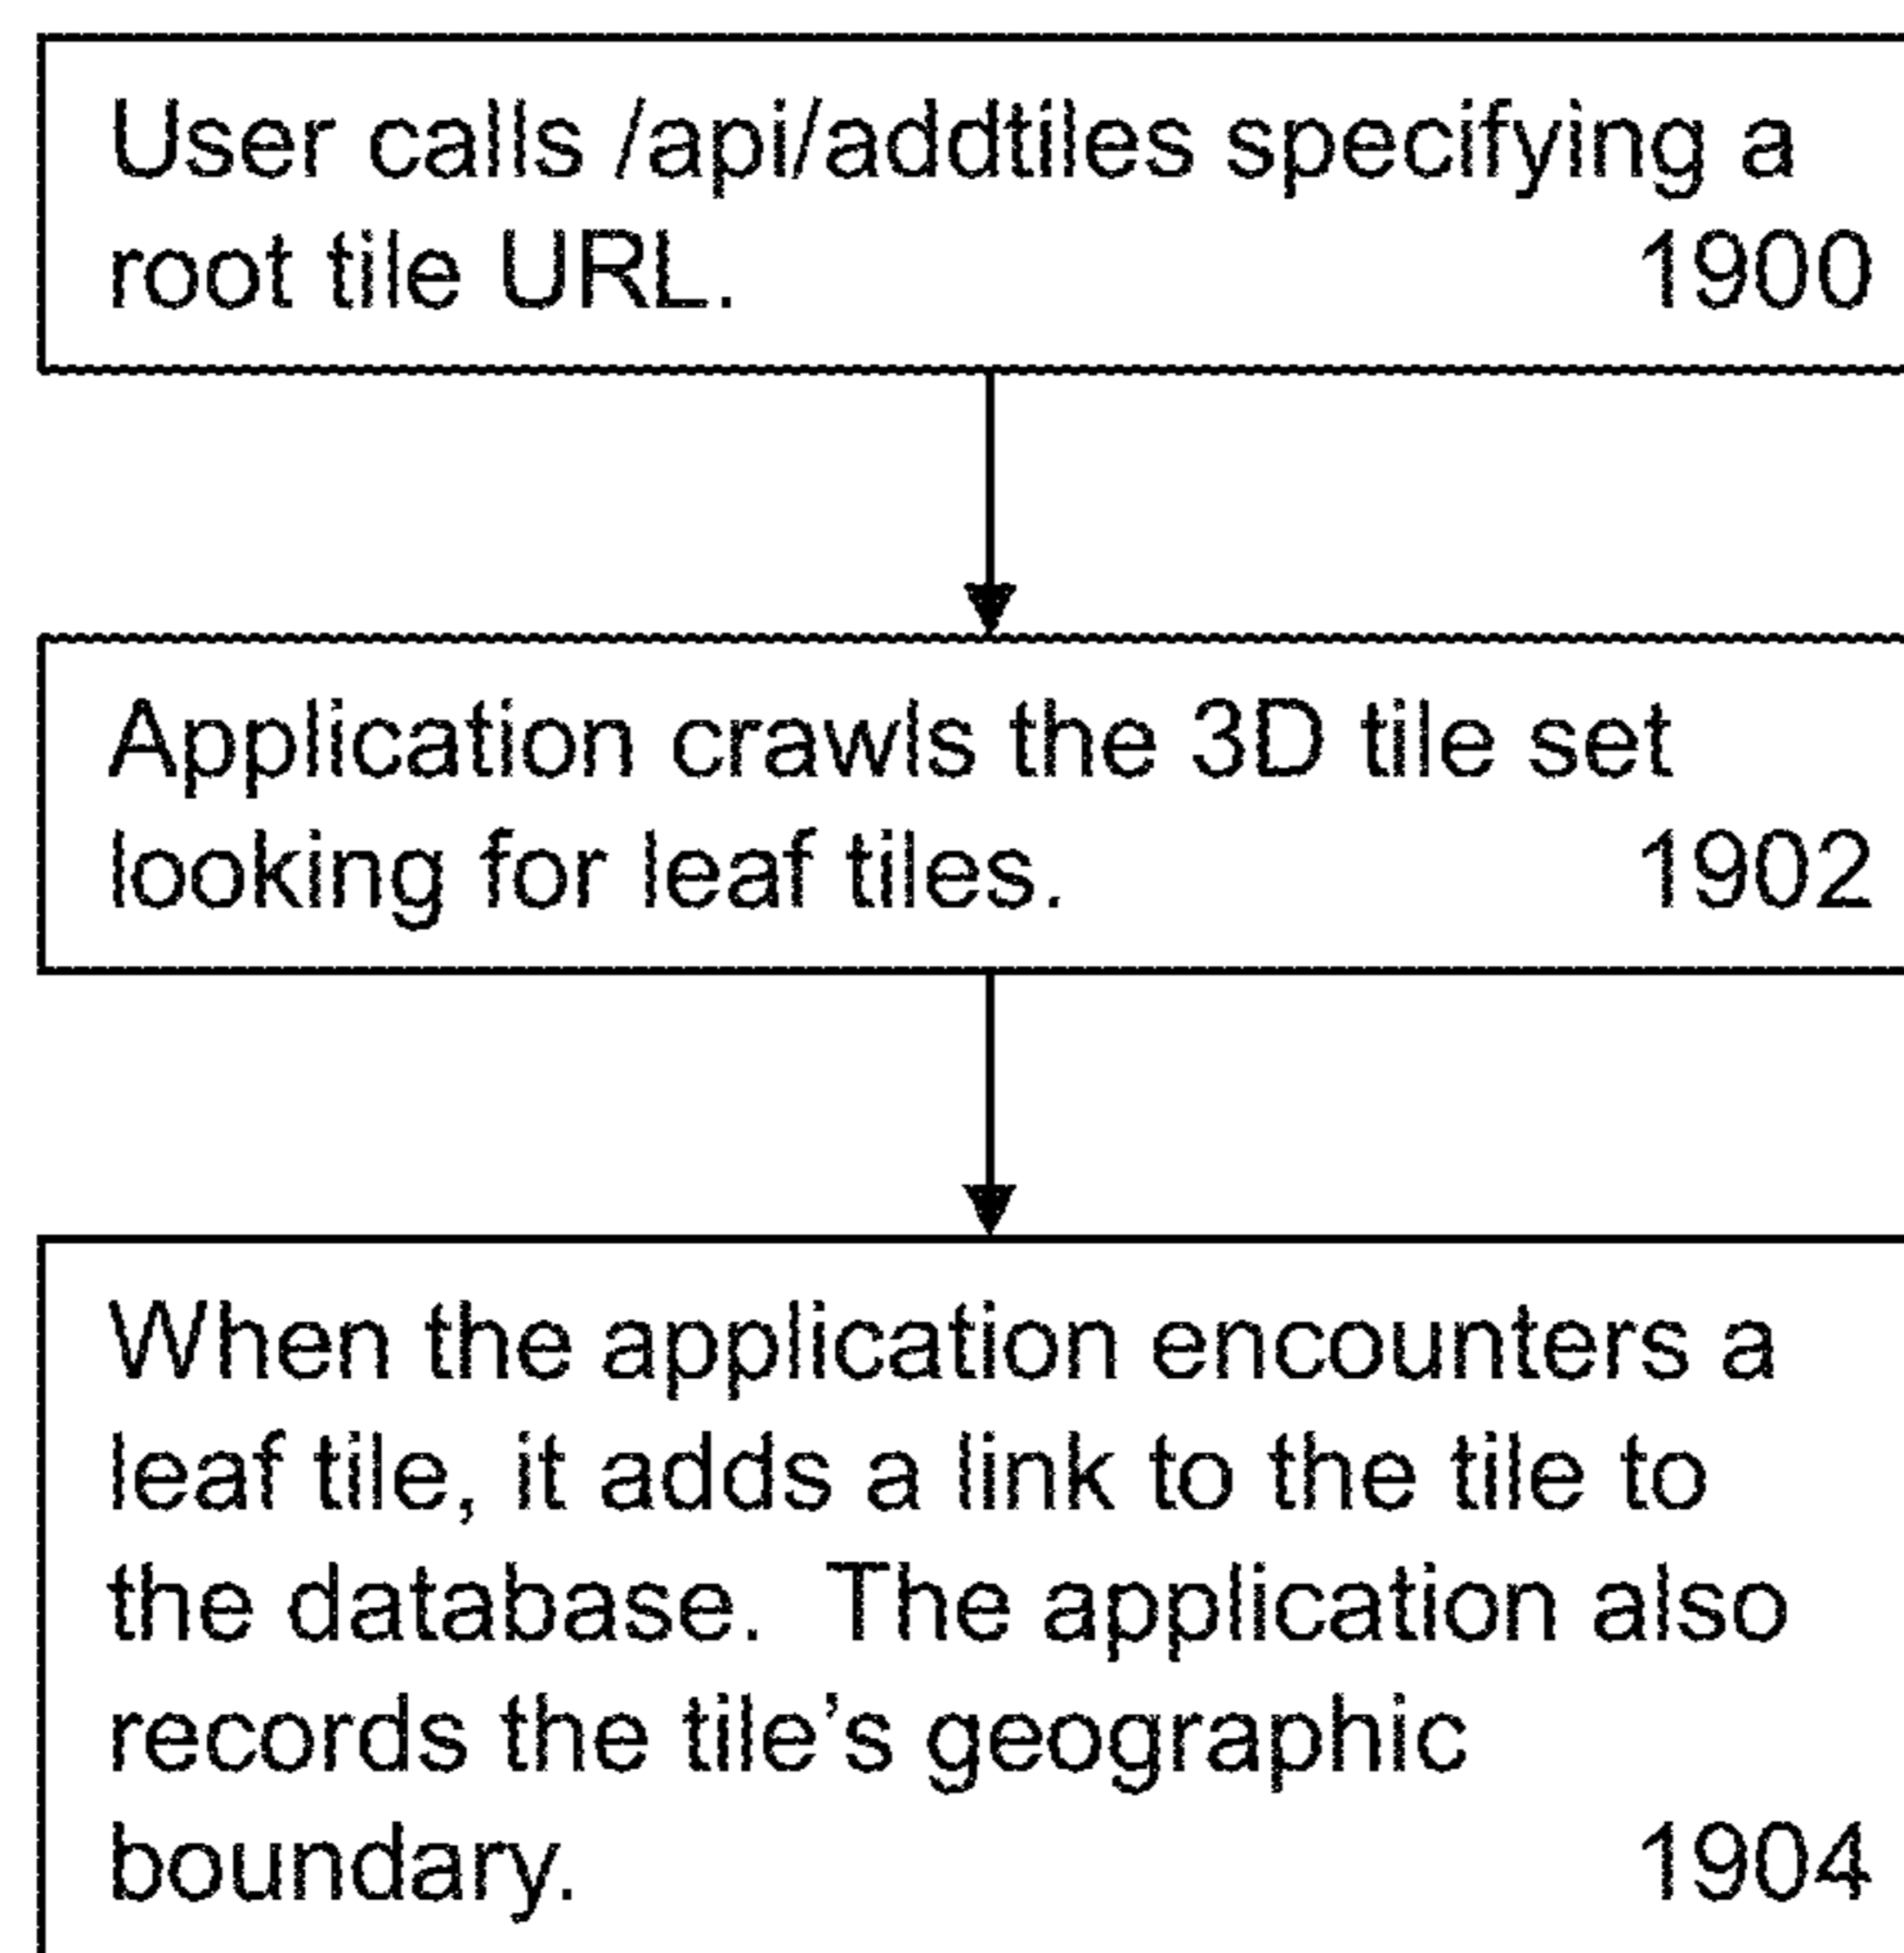 User calls /api/addtiles specifying a
root tile URL. 1900
Application crawls the 3D tile set
looking for leaf tiles. 1902
When the application encounters a
leaf tile, it adds a link to the tile to
the database. The application also
records the tile's geographic
boundary. 1904